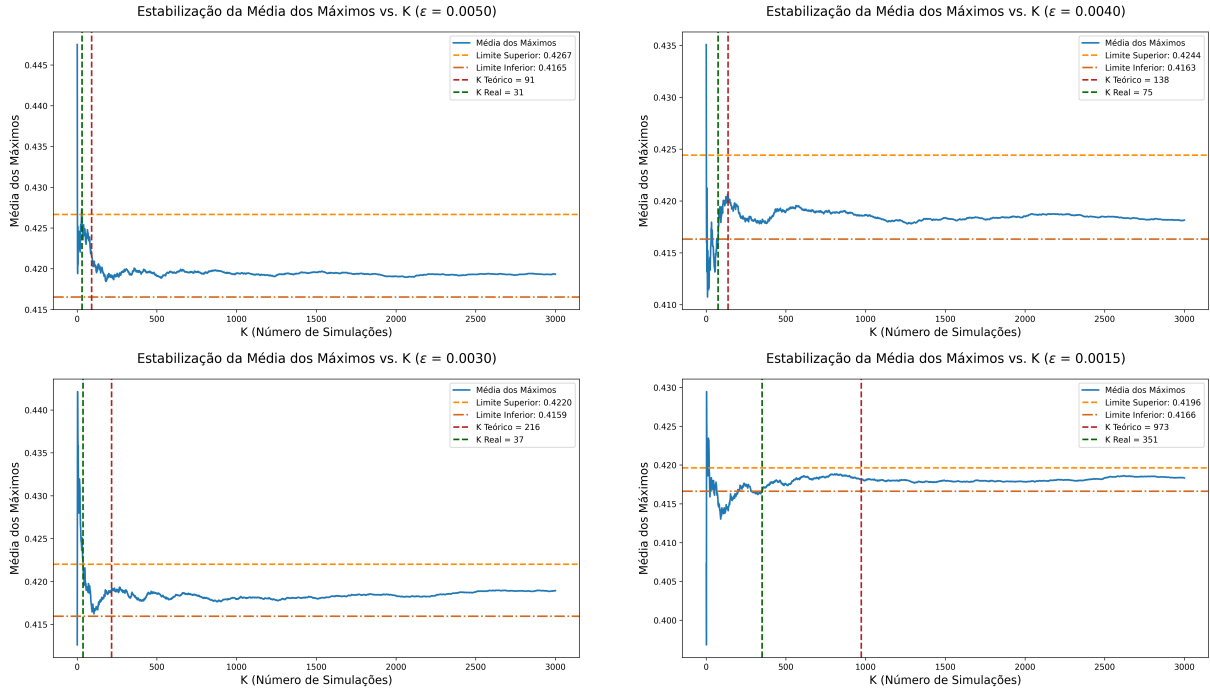 Estabilização da Média dos Máximos vs. K (ε = 0.0050)
Média dos Máximos
0.445
0.440
0.435
0.430
0.425
0.420
0.415
Média dos Máximos
Limite Superior: 0.4267
Limite Inferior: 0.4165
K Teórico = 91
K Real = 31
0 500 1000 1500 2000 2500 3000
K (Número de Simulações)
Estabilização da Média dos Máximos vs. K (ε = 0.0040)
Média dos Máximos
0.435
0.430
0.425
0.420
0.415
0.410
Média dos Máximos
Limite Superior: 0.4244
Limite Inferior: 0.4163
K Teórico = 138
K Real = 75
0 500 1000 1500 2000 2500 3000
K (Número de Simulações)
Estabilização da Média dos Máximos vs. K (ε = 0.0030)
Média dos Máximos
0.440
0.435
0.430
0.425
0.420
0.415
Média dos Máximos
Limite Superior: 0.4220
Limite Inferior: 0.4159
K Teórico = 216
K Real = 37
0 500 1000 1500 2000 2500 3000
K (Número de Simulações)
Estabilização da Média dos Máximos vs. K (ε = 0.0015)
Média dos Máximos
0.430
0.425
0.420
0.415
0.410
0.405
0.400
Média dos Máximos
Limite Superior: 0.4196
Limite Inferior: 0.4166
K Teórico = 973
K Real = 351
0 500 1000 1500 2000 2500 3000
K (Número de Simulações)